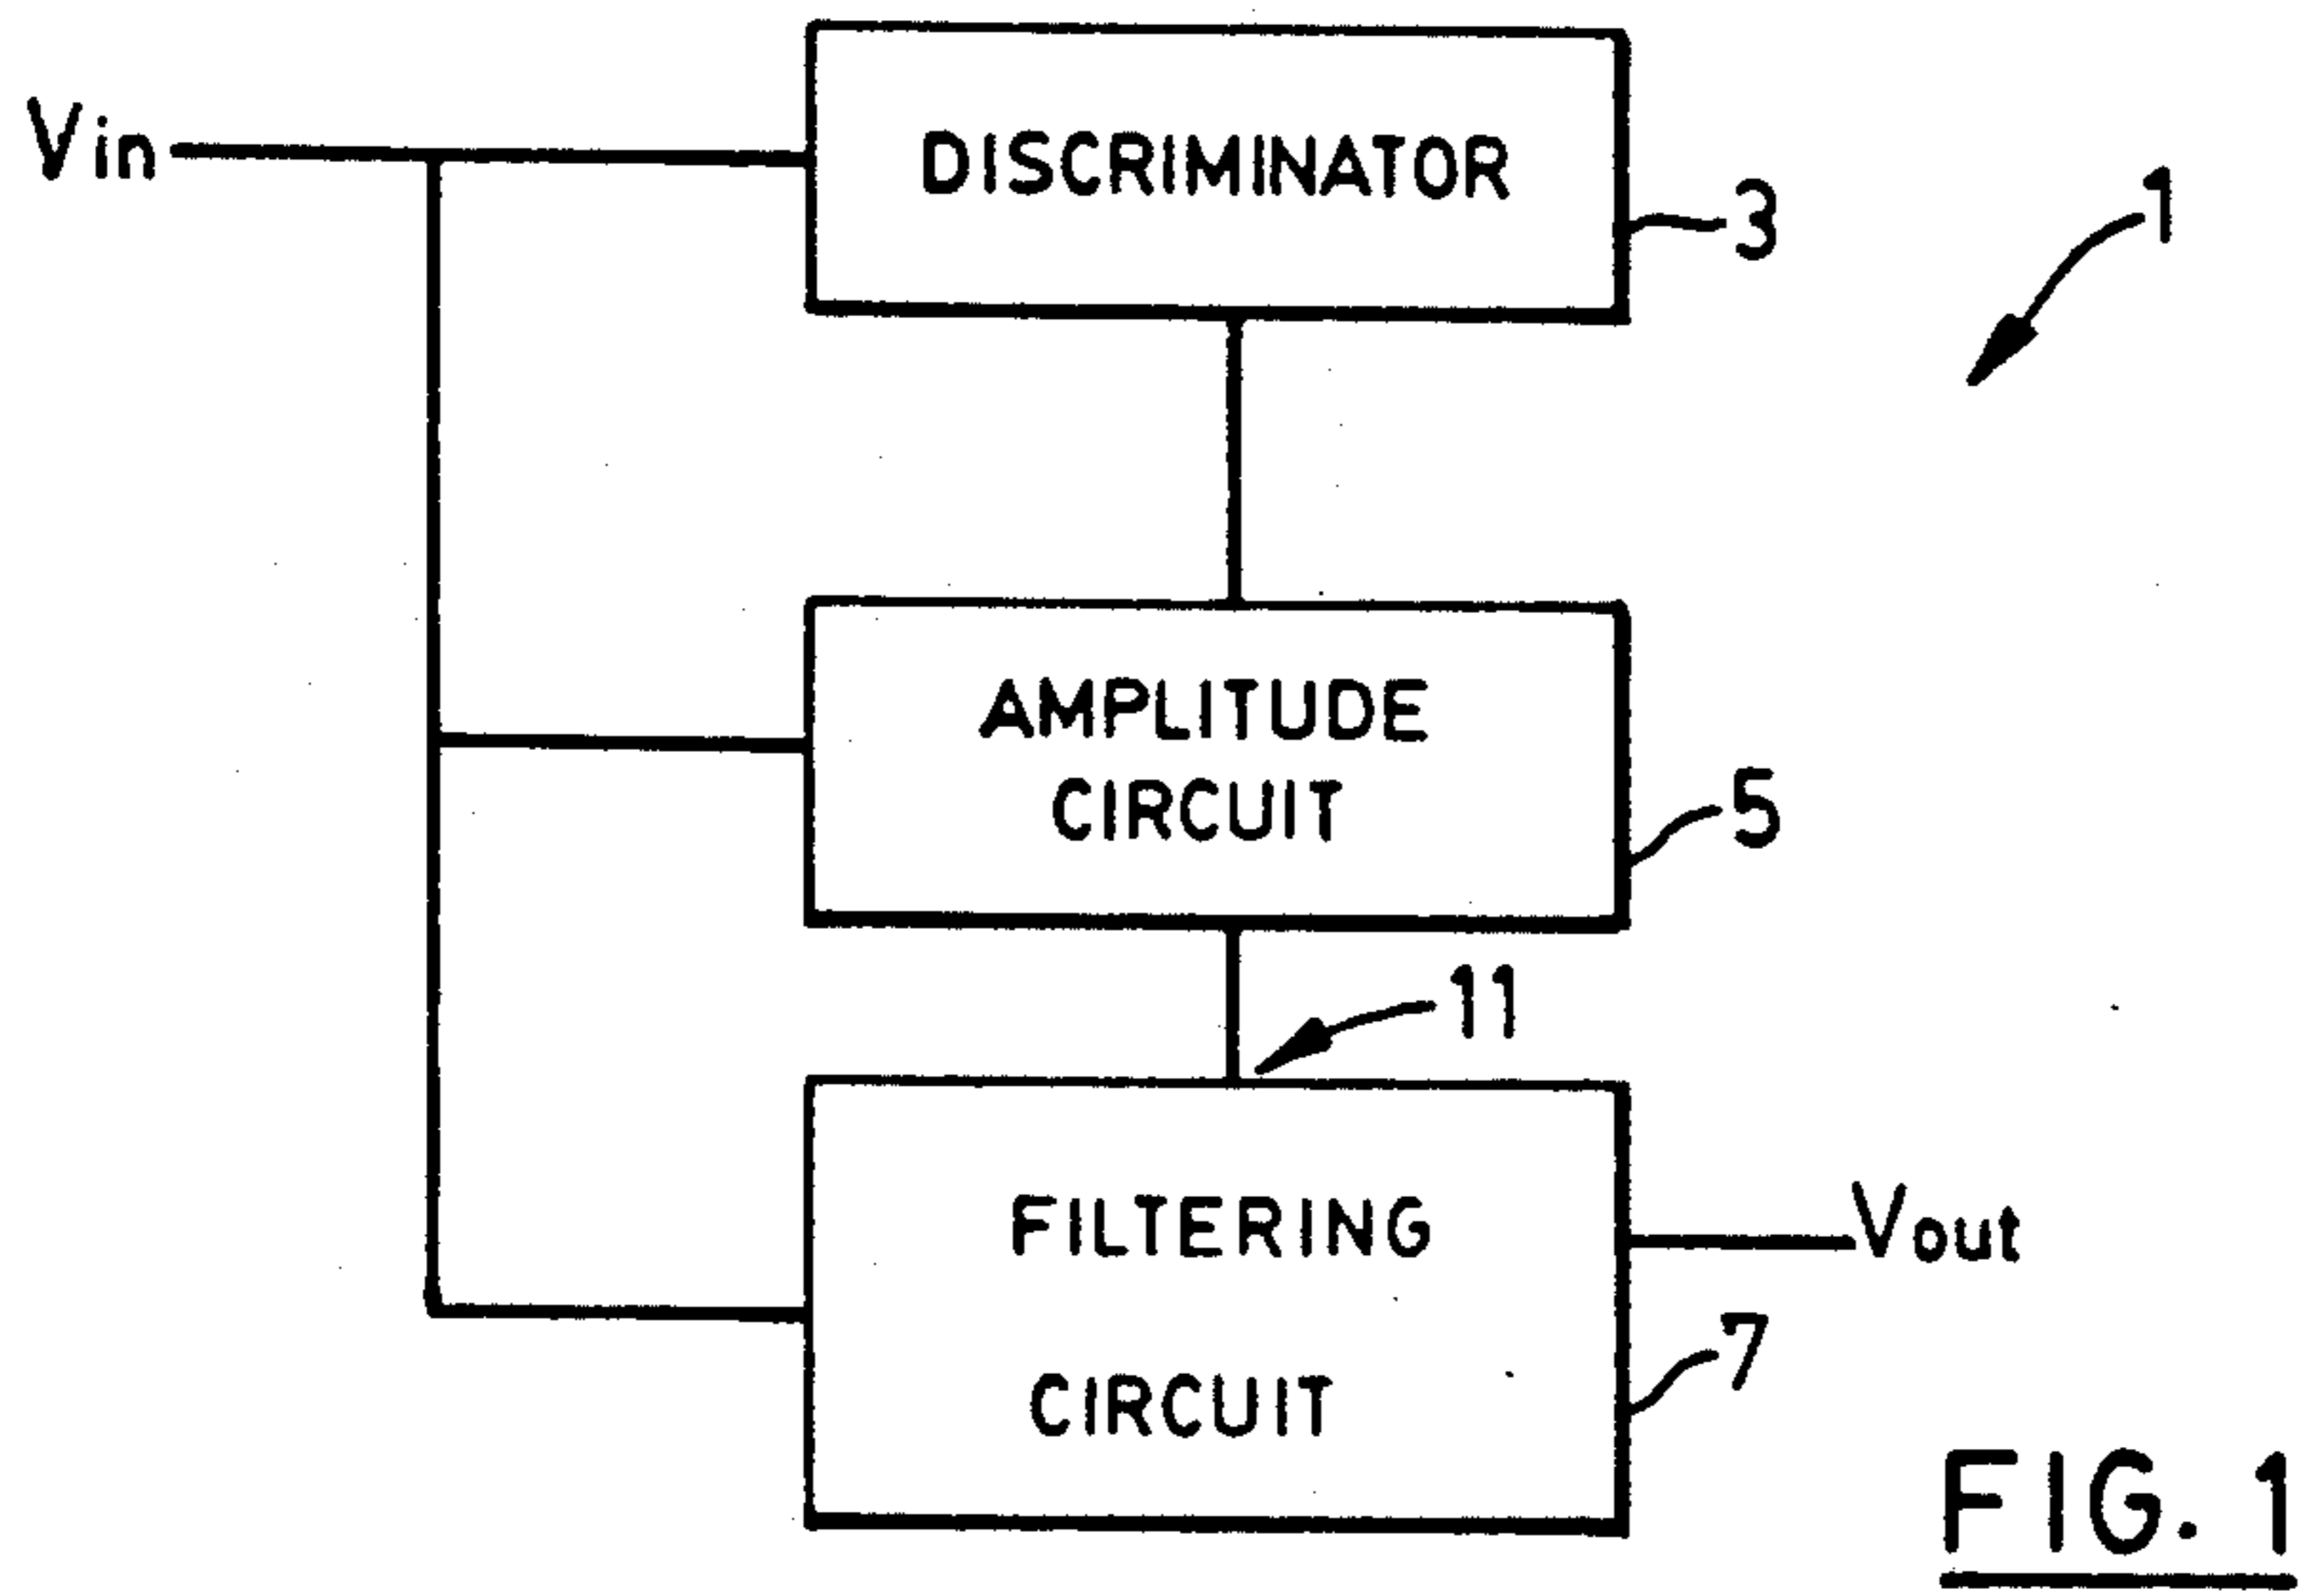 Vin
DISCRIMINATOR
3
1
AMPLITUDE
CIRCUIT
5
11
FILTERING
CIRCUIT
Vout
7
FIG. 1